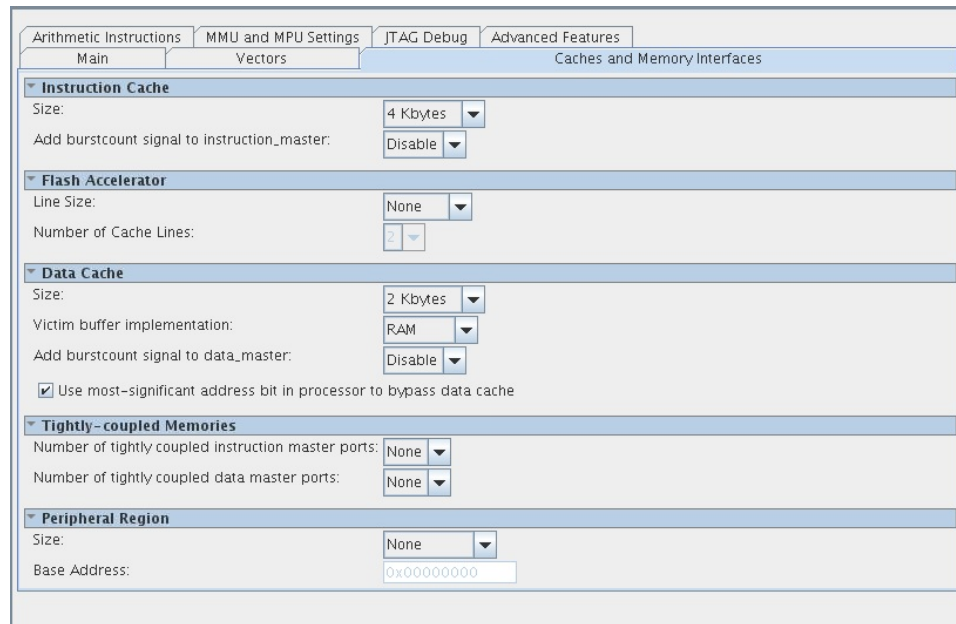 Arithmetic Instructions MMU and MPU Settings JTAG Debug Advanced Features
Main Vectors Caches and Memory Interfaces
Instruction Cache
Size: 4 Kbytes
Add burstcount signal to instruction_master: Disable
Flash Accelerator
Line Size: None
Number of Cache Lines: 2
Data Cache
Size: 2 Kbytes
Victim buffer implementation: RAM
Add burstcount signal to data_master: Disable
Use most-significant address bit in processor to bypass data cache
Tightly-coupled Memories
Number of tightly coupled instruction master ports: None
Number of tightly coupled data master ports: None
Peripheral Region
Size: None
Base Address: 0x00000000